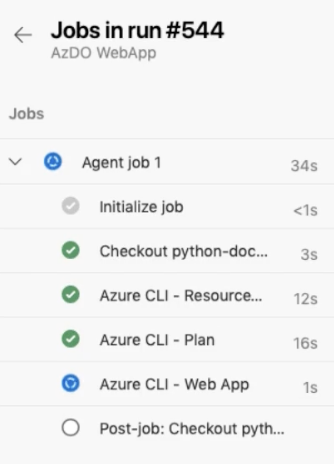 Jobs in run #544
AzDO WebApp
Jobs
Agent job 1 34s
Initialize job <1s
Checkout python-doc... 3s
Azure CLI - Resource... 12s
Azure CLI - Plan 16s
Azure CLI - Web App 1s
Post-job: Checkout pyth...